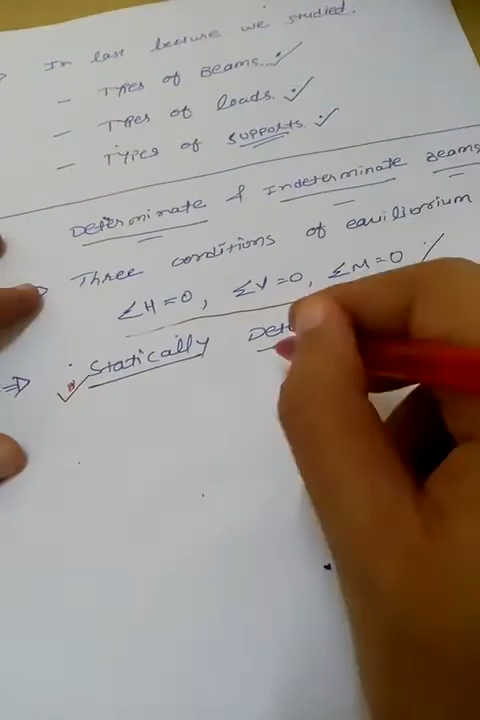 In last lecture we studied.
- Types of Beams. ✓
- Types of loads. ✓
- Types of supports. ✓
Determinate & Indeterminate Beams
Three conditions of equilibrium
ΣH=0, ΣV=0, ΣM=0 ✓
⇒ Statically Det